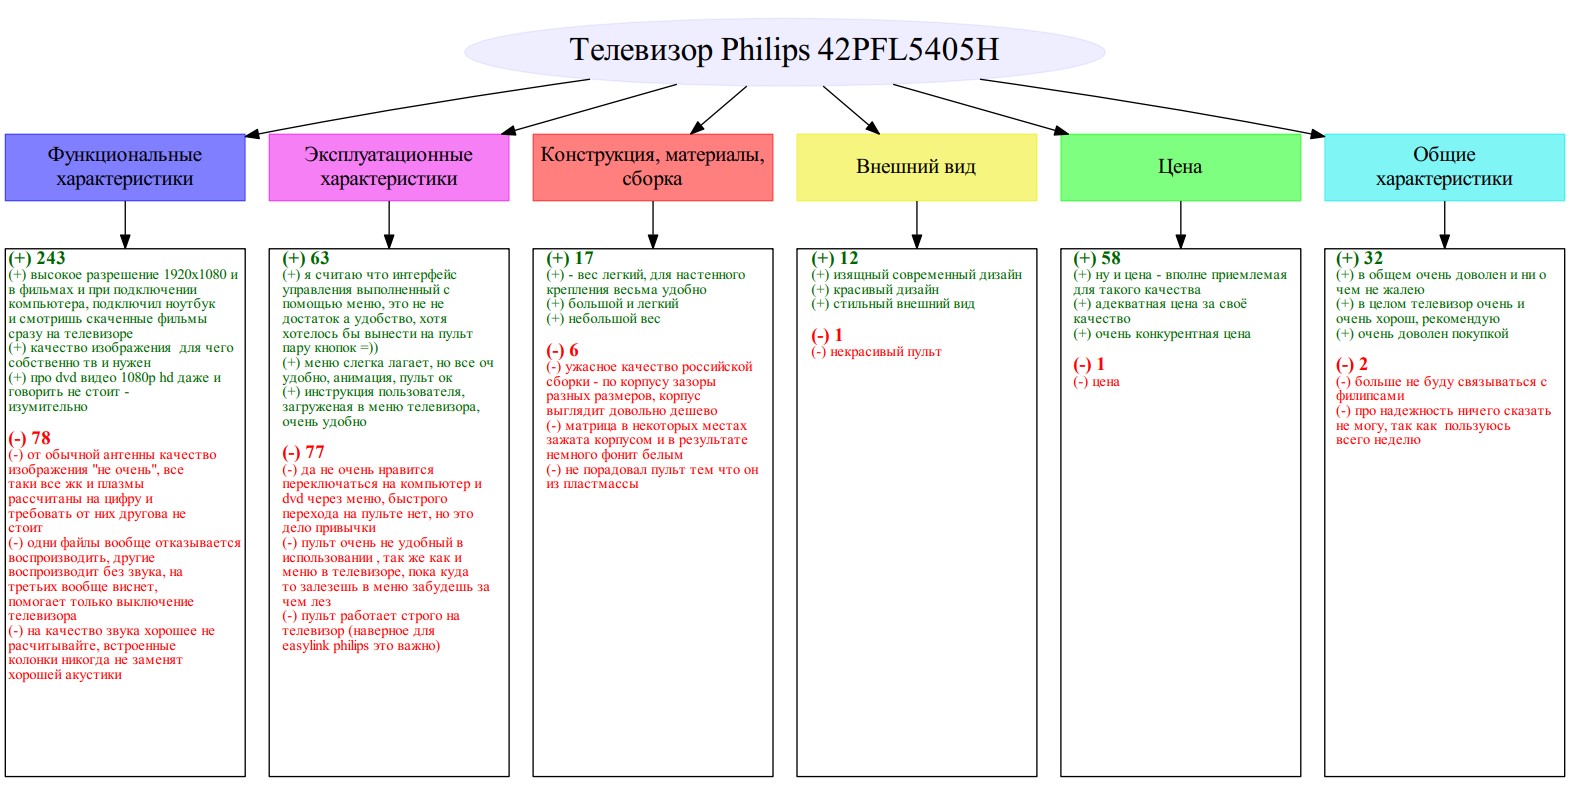 Телевизор Philips 42PFL5405H
Функциональные
характеристики
Эксплуатационные
характеристики
Конструкция, материалы,
сборка
Внешний вид
Цена
Общие
характеристики
(+) 243
(+) высокое разрешение 1920x1080 и
в фильмах и при подключении
компьютера, подключил ноутбук
и смотришь скаченные фильмы
сразу на телевизоре
(+) качество изображения для чего
собственно тв и нужен
(+) про dvd видео 1080p hd даже и
говорить не стоит -
изумительно
(-) 78
(-) от обычной антенны качество
изображения "не очень", все
таки все жк и плазмы
рассчитаны на цифру и
требовать от них другова не
стоит
(-) одни файлы вообще отказывается
воспроизводить, другие
воспроизводит без звука, на
третьих вообще виснет,
помогает только выключение
телевизора
(-) на качество звука хорошее не
расчитывайте, встроенные
колонки никогда не заменят
хорошей акустики
(+) 63
(+) я считаю что интерфейс
управления выполненный с
помощью меню, это не не
достаток а удобство, хотя
хотелось бы вынести на пульт
пару кнопок =))
(+) меню слегка лагает, но все оч
удобно, анимация, пульт ок
(+) инструкция пользователя,
загруженая в меню телевизора,
очень удобно
(-) 77
(-) да не очень нравится
переключаться на компьютер и
dvd через меню, быстрого
перехода на пульте нет, но это
дело привычки
(-) пульт очень не удобный в
использовании , так же как и
меню в телевизоре, пока куда
то залезешь в меню забудешь за
чем лез
(-) пульт работает строго на
телевизор (наверное для
easylink philips это важно)
(+) 17
(+) - вес легкий, для настенного
крепления весьма удобно
(+) большой и легкий
(+) небольшой вес
(-) 6
(-) ужасное качество российской
сборки - по корпусу зазоры
разных размеров, корпус
выглядит довольно дешево
(-) матрица в некоторых местах
зажата корпусом и в результате
немного фонит белым
(-) не порадовал пульт тем что он
из пластмассы
(+) 12
(+) изящный современный дизайн
(+) красивый дизайн
(+) стильный внешний вид
(-) 1
(-) некрасивый пульт
(+) 58
(+) ну и цена - вполне приемлемая
для такого качества
(+) адекватная цена за своё
качество
(+) очень конкурентная цена
(-) 1
(-) цена
(+) 32
(+) в общем очень доволен и ни о
чем не жалею
(+) в целом телевизор очень и
очень хорош, рекомендую
(+) очень доволен покупкой
(-) 2
(-) больше не буду связываться с
филипсами
(-) про надежность ничего сказать
не могу, так как пользуюсь
всего неделю